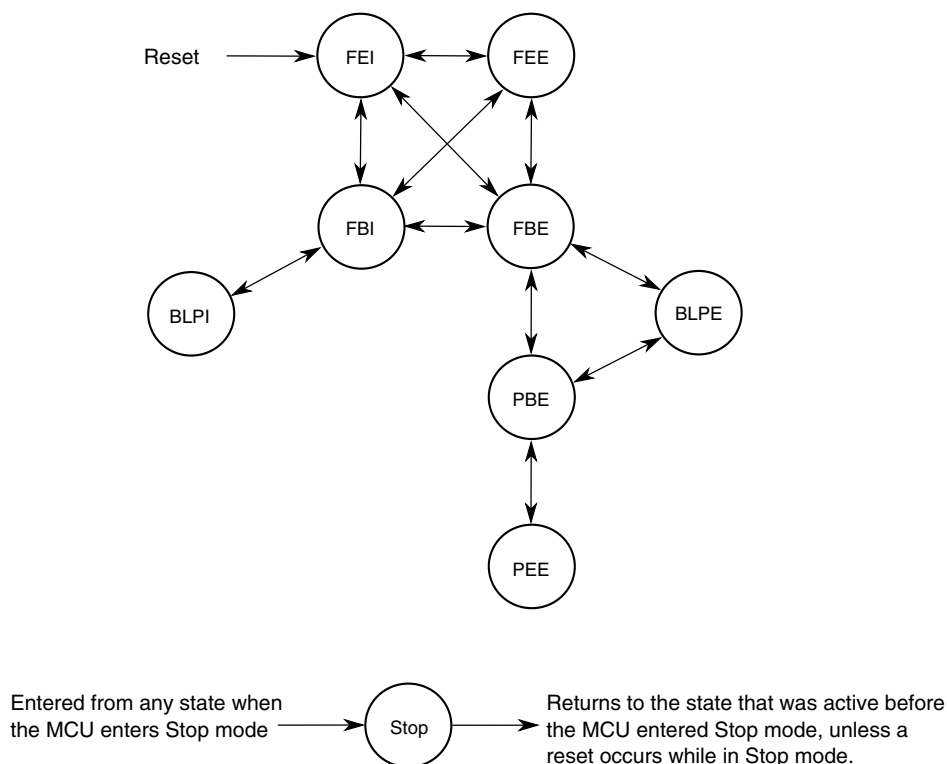 Reset
FEI
FEE
FBI
FBE
BLPI
BLPE
PBE
PEE
Entered from any state when
the MCU enters Stop mode
Stop
Returns to the state that was active before
the MCU entered Stop mode, unless a
reset occurs while in Stop mode.